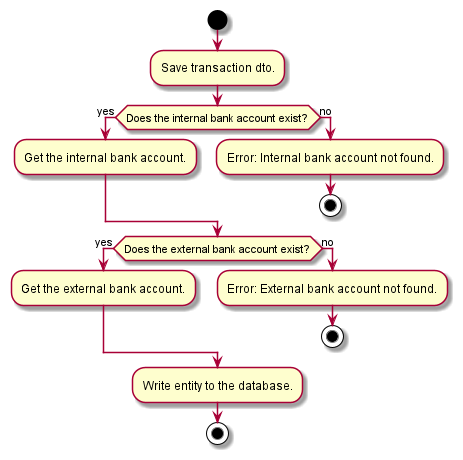 Save transaction dto.
yes
Does the internal bank account exist?
no
Get the internal bank account.
Error: Internal bank account not found.
yes
Does the external bank account exist?
no
Get the external bank account.
Error: External bank account not found.
Write entity to the database.